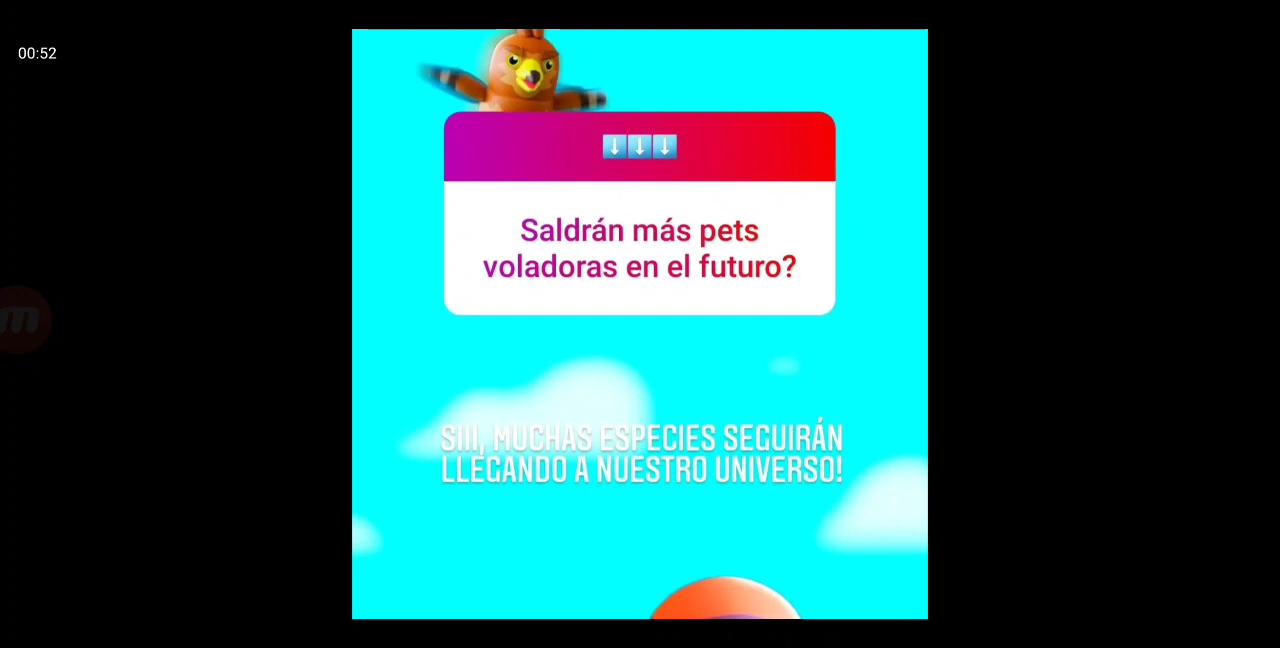 00:52
⬇️⬇️⬇️
Saldrán más pets
voladoras en el futuro?
m
SIII, MUCHAS ESPECIES SEGUIRÁN
LLEGANDO A NUESTRO UNIVERSO!